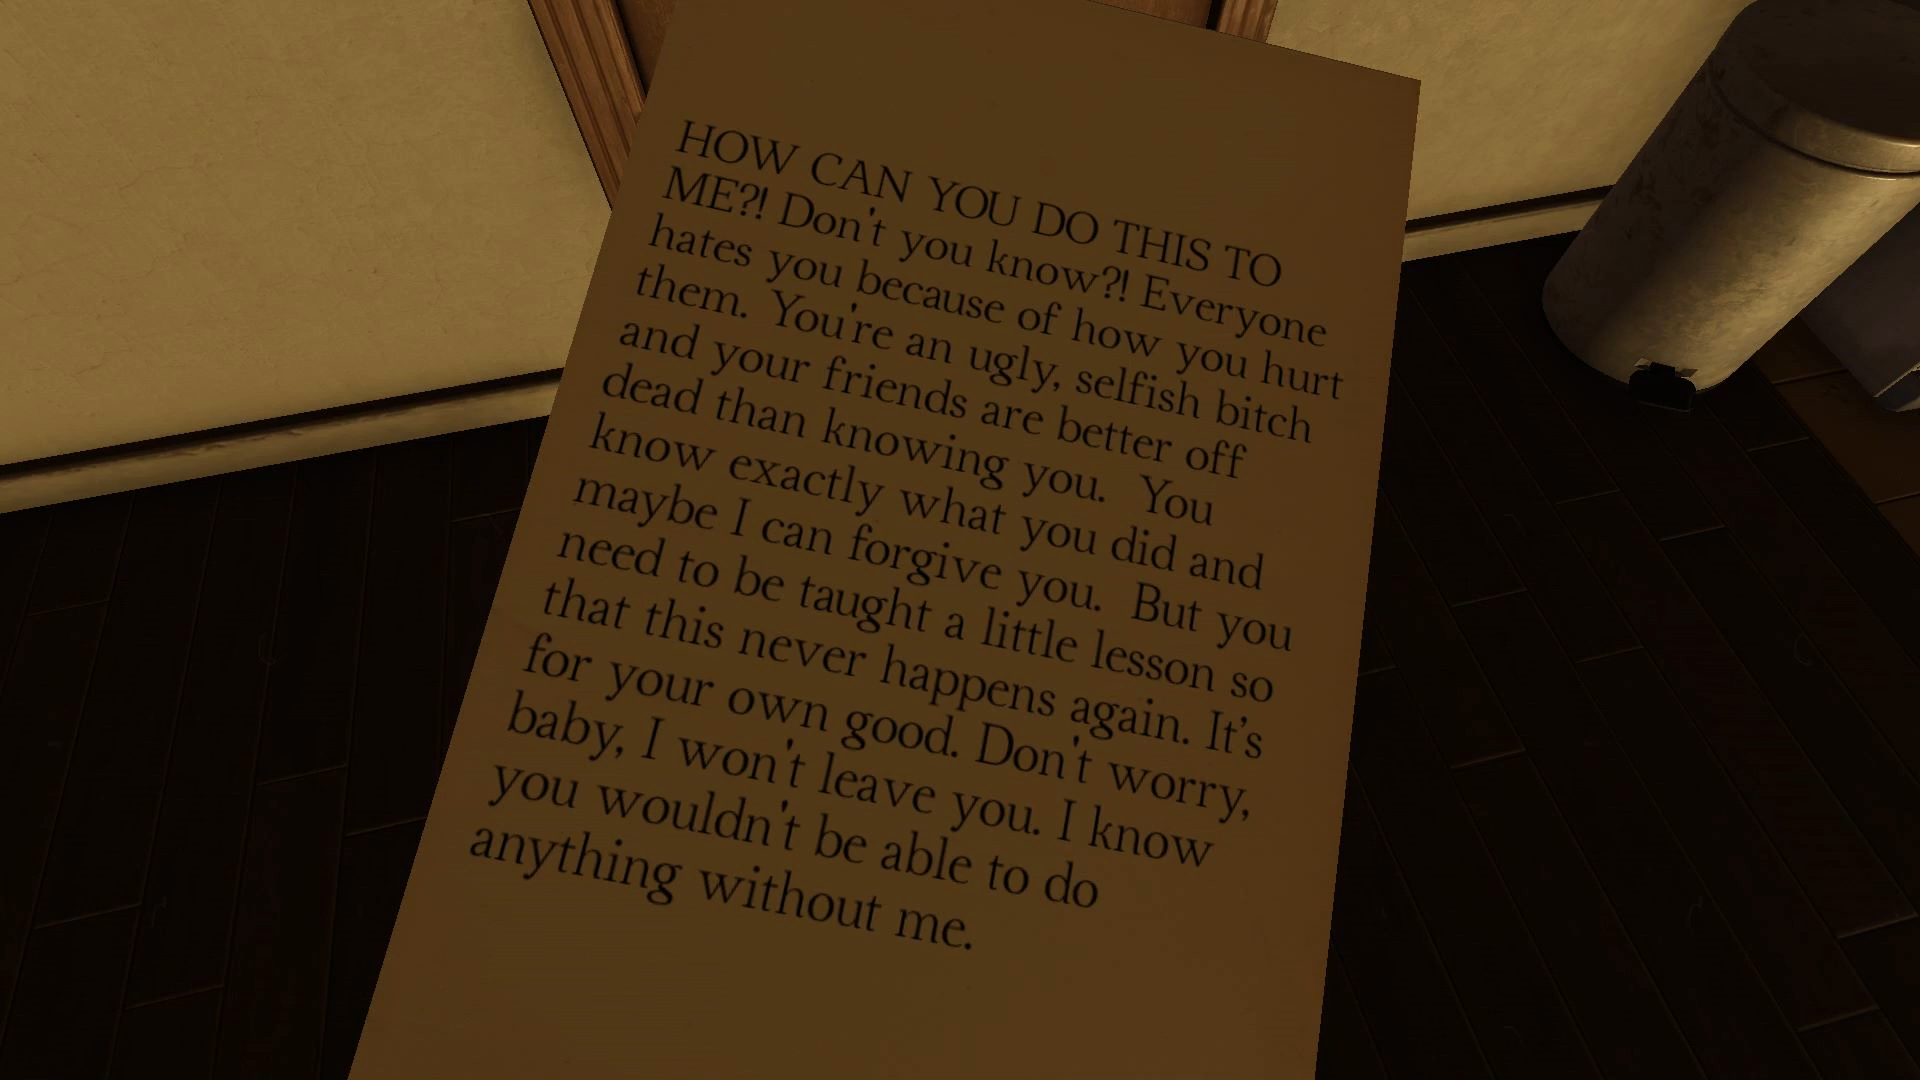 HOW CAN YOU DO THIS TO
ME?! Don't you know?! Everyone
hates you because of how you hurt
them.  You're an ugly, selfish bitch
and your friends are better off
dead than knowing you.  You
know exactly what you did and
maybe I can forgive you.  But you
need to be taught a little lesson so
that this never happens again. It’s
for your own good. Don't worry,
baby, I won't leave you. I know
you wouldn't be able to do
anything without me.